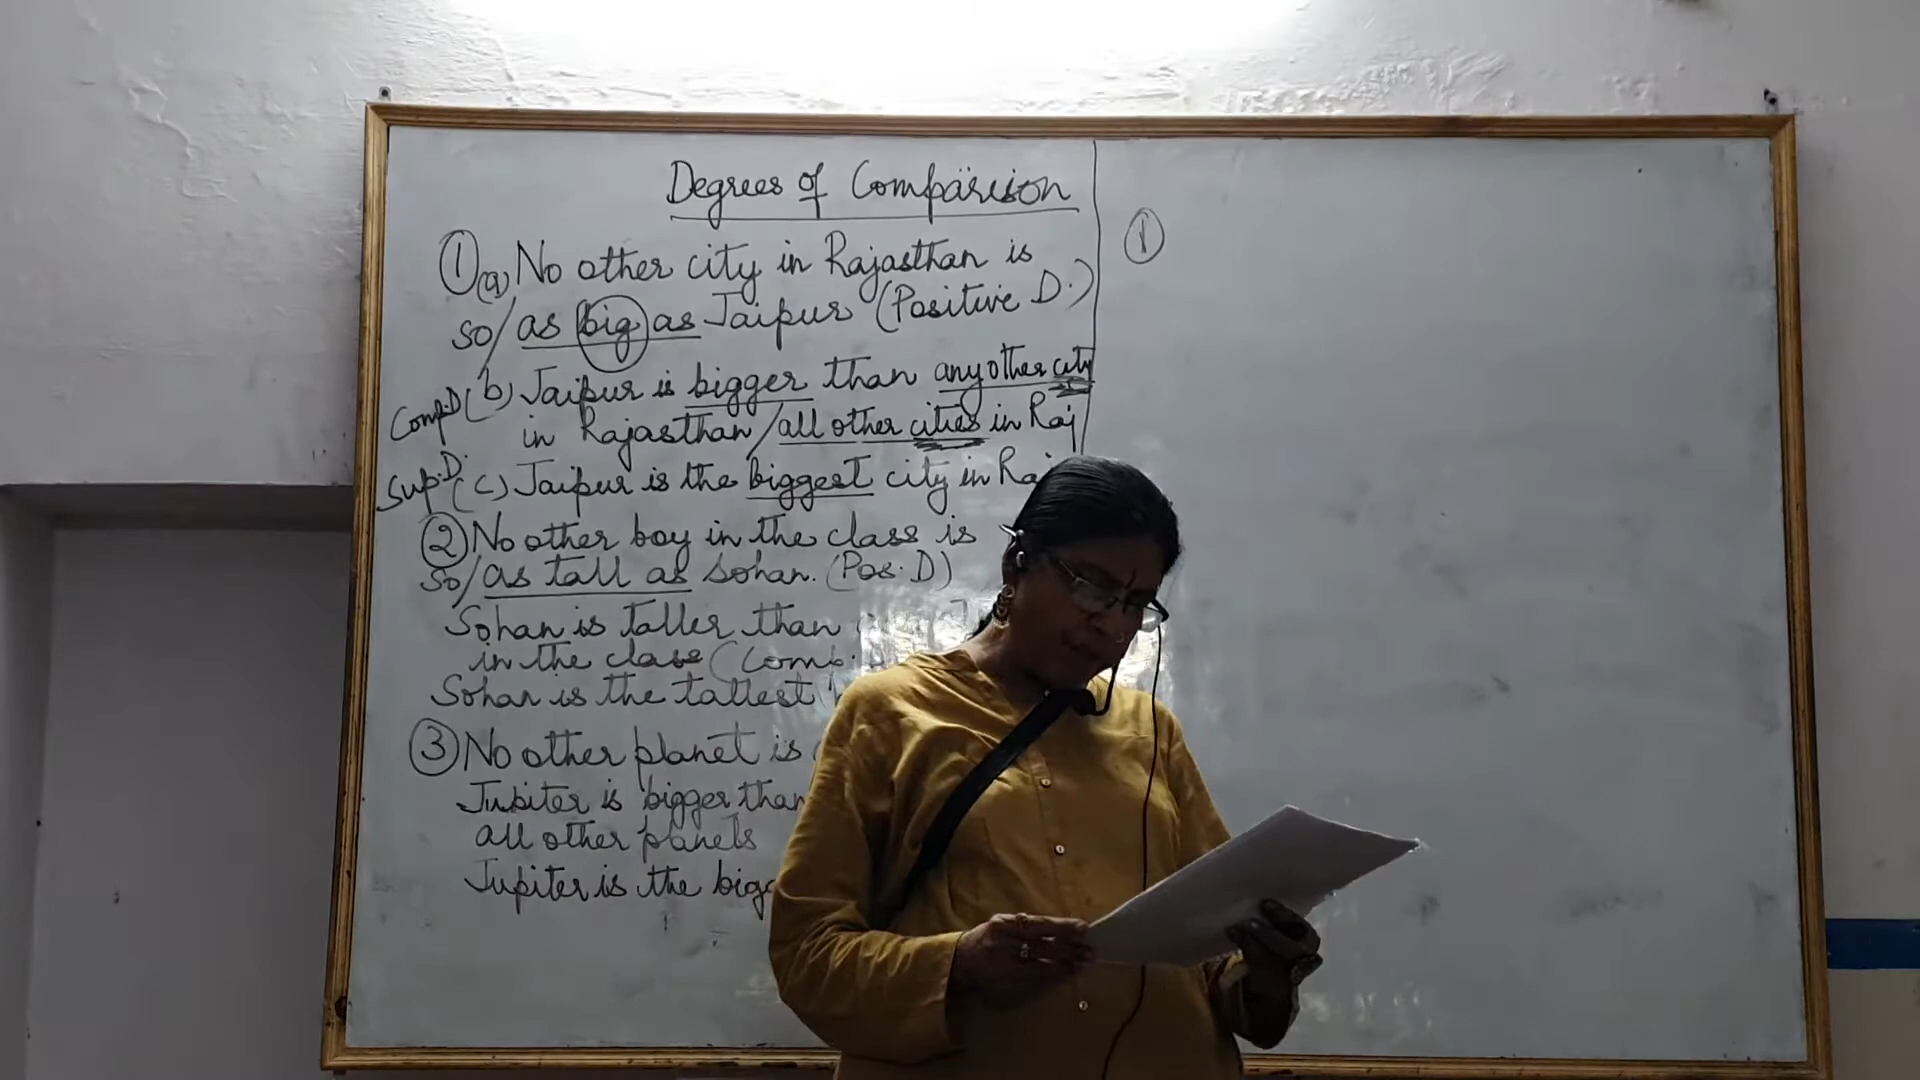 Degrees of Comparison
① (a) No other city in Rajasthan is
so/as big as Jaipur (Positive D.)
Comp.D (b) Jaipur is bigger than any other city
in Rajasthan/all other cities in Raj
Sup.D. (c) Jaipur is the biggest city in
② No other boy in the class is
so/as tall as Sohan. (Pos.D)
Sohan is taller than
in the class (Comp.
Sohan is the tallest
③ No other planet is
Jupiter is bigger than
all other planets
Jupiter is the
①